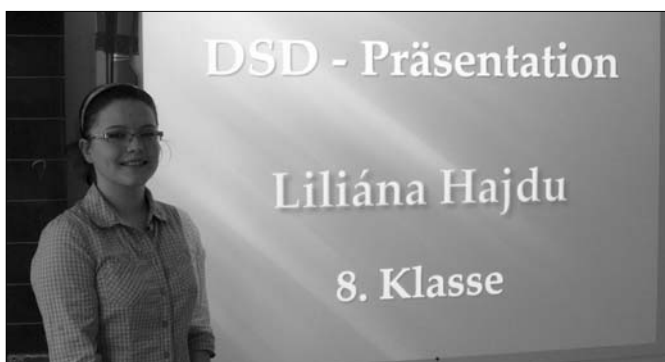 DSD - Präsentation
Liliána Hajdu
8. Klasse